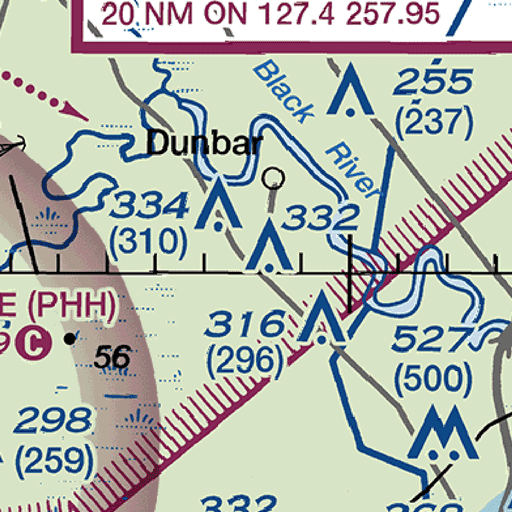 20 NM ON 127.4 257.95
Black
River
255
(237)
Dunbar
334
(310)
332
E (PHH)
9 C
56
316
(296)
527
(500)
298
(259)